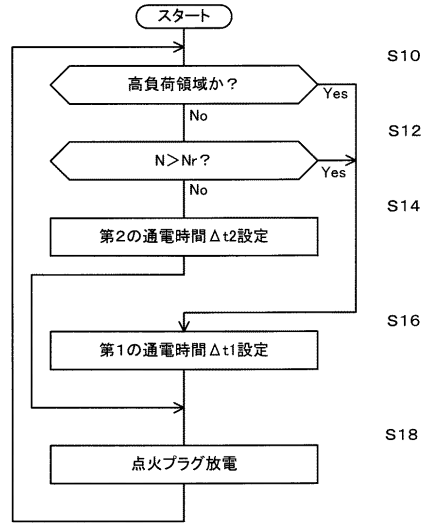 スタート
S10
高負荷領域か？
Yes
No
S12
N＞Nr？
Yes
No
S14
第２の通電時間Δt2設定
S16
第１の通電時間Δt1設定
S18
点火プラグ放電